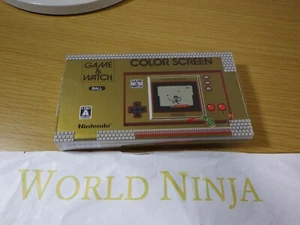 GAME
&
WATCH
COLOR SCREEN
BALL
A
Nintendo
WORLD NINJA